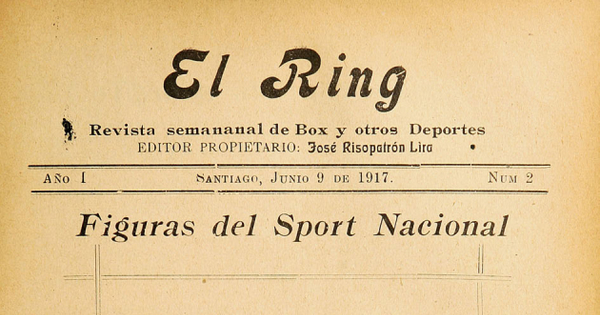 El Ring
Revista semananal de Box y otros Deportes
EDITOR PROPIETARIO: José Risopatrón Lira
Año I Santiago, Junio 9 de 1917. Num 2
Figuras del Sport Nacional